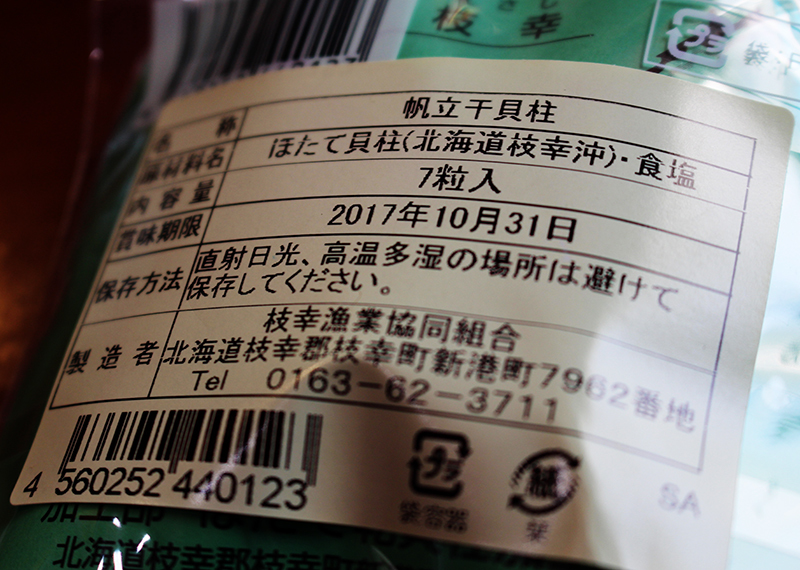 さ
枝 幸
プラ
名 称 帆立干貝柱
原材料名 ほたて貝柱(北海道枝幸沖)・食塩
内容量 7粒入
賞味期限 2017年10月31日
保存方法 直射日光、高温多湿の場所は避けて
保存してください。
製造者 枝幸漁業協同組合
北海道枝幸郡枝幸町新港町7962番地
Tel 0163-62-3711
4 560252 440123
プラ
袋容器
紙
栞
SA
北海道枝幸郡枝幸町